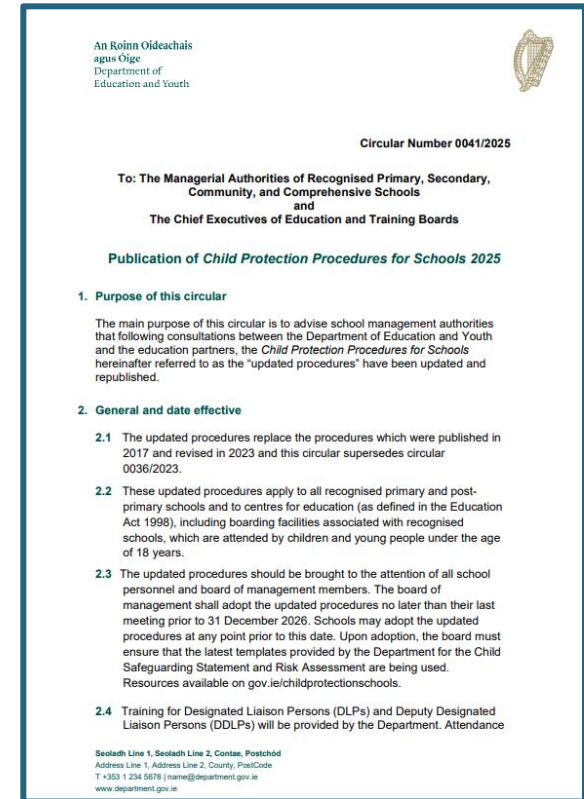 An Roinn Oideachais
agus Óige
Department of
Education and Youth
Circular Number 0041/2025
To: The Managerial Authorities of Recognised Primary, Secondary,
Community, and Comprehensive Schools
and
The Chief Executives of Education and Training Boards
Publication of Child Protection Procedures for Schools 2025
1. Purpose of this circular
The main purpose of this circular is to advise school management authorities
that following consultations between the Department of Education and Youth
and the education partners, the Child Protection Procedures for Schools
hereinafter referred to as the “updated procedures” have been updated and
republished.
2. General and date effective
2.1 The updated procedures replace the procedures which were published in
2017 and revised in 2023 and this circular supersedes circular
0036/2023.
2.2 These updated procedures apply to all recognised primary and post-
primary schools and to centres for education (as defined in the Education
Act 1998), including boarding facilities associated with recognised
schools, which are attended by children and young people under the age
of 18 years.
2.3 The updated procedures should be brought to the attention of all school
personnel and board of management members. The board of
management shall adopt the updated procedures no later than their last
meeting prior to 31 December 2026. Schools may adopt the updated
procedures at any point prior to this date. Upon adoption, the board must
ensure that the latest templates provided by the Department for the Child
Safeguarding Statement and Risk Assessment are being used.
Resources available on gov.ie/childprotectionschools.
2.4 Training for Designated Liaison Persons (DLPs) and Deputy Designated
Liaison Persons (DDLPs) will be provided by the Department. Attendance
Seoladh Line 1, Seoladh Line 2, Contae, Postchód
Address Line 1, Address Line 2, County, PostCode
T +353 1 234 5678 | name@department.gov.ie
www.department.gov.ie